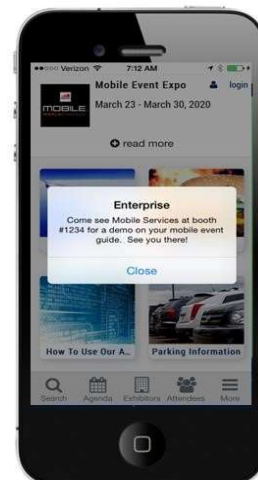 Verizon 7:12 AM
Mobile Event Expo login
MOBILE
March 23 - March 30, 2020
read more
Enterprise
Come see Mobile Services at booth
#1234 for a demo on your mobile event
guide. See you there!
Close
How To Use Our A... Parking Information
Search Agenda Exhibitors Attendees More